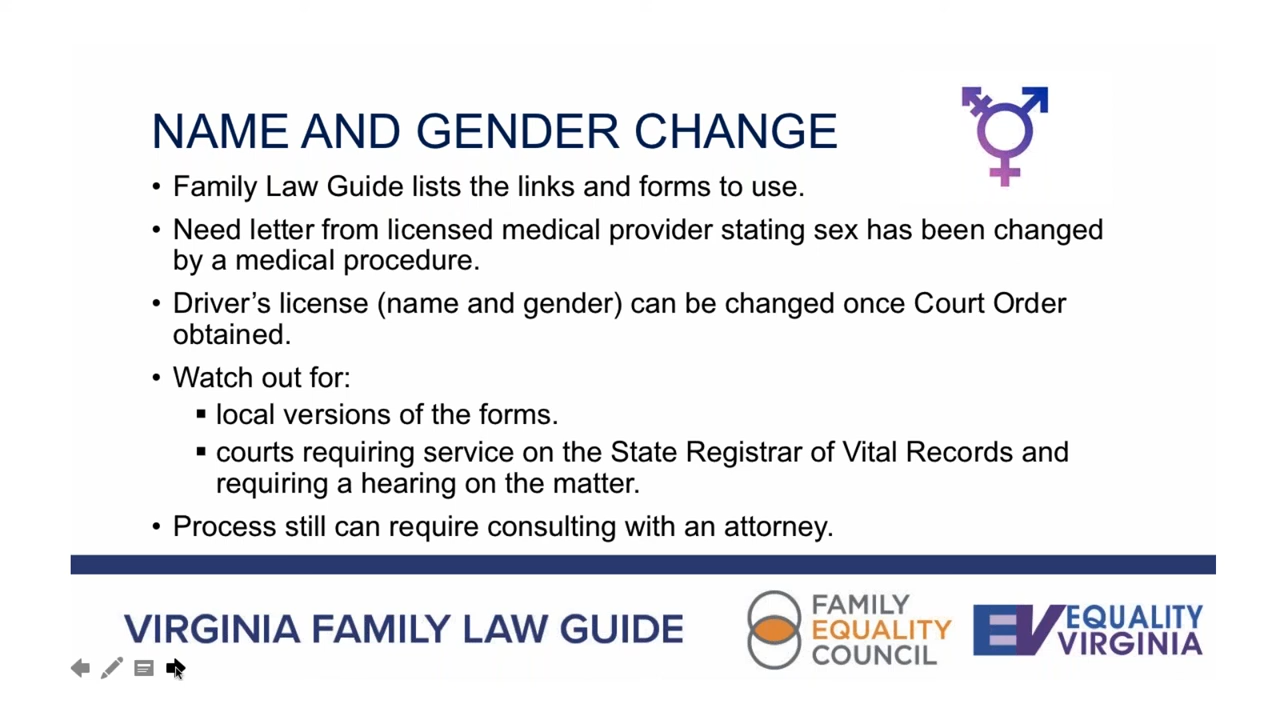 NAME AND GENDER CHANGE
• Family Law Guide lists the links and forms to use.
• Need letter from licensed medical provider stating sex has been changed
by a medical procedure.
• Driver’s license (name and gender) can be changed once Court Order
obtained.
• Watch out for:
▪ local versions of the forms.
▪ courts requiring service on the State Registrar of Vital Records and
requiring a hearing on the matter.
• Process still can require consulting with an attorney.
VIRGINIA FAMILY LAW GUIDE
FAMILY
EQUALITY
COUNCIL
EV
EQUALITY
VIRGINIA